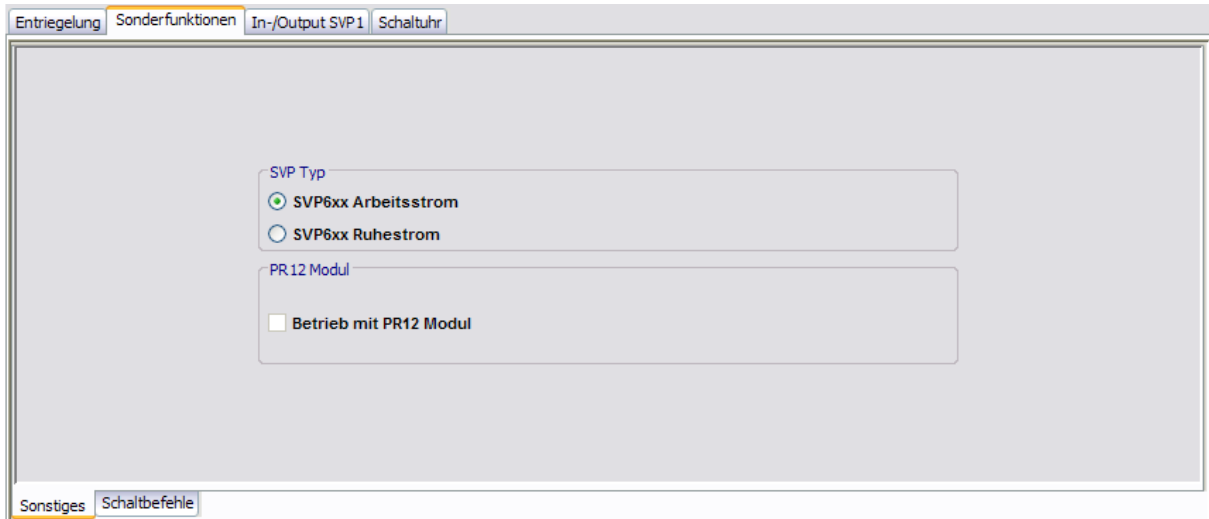 Entriegelung Sonderfunktionen In-/Output SVP1 Schaltuhr
SVP Typ
SVP6xx Arbeitsstrom
SVP6xx Ruhestrom
PR12 Modul
Betrieb mit PR12 Modul
Sonstiges Schaltbefehle